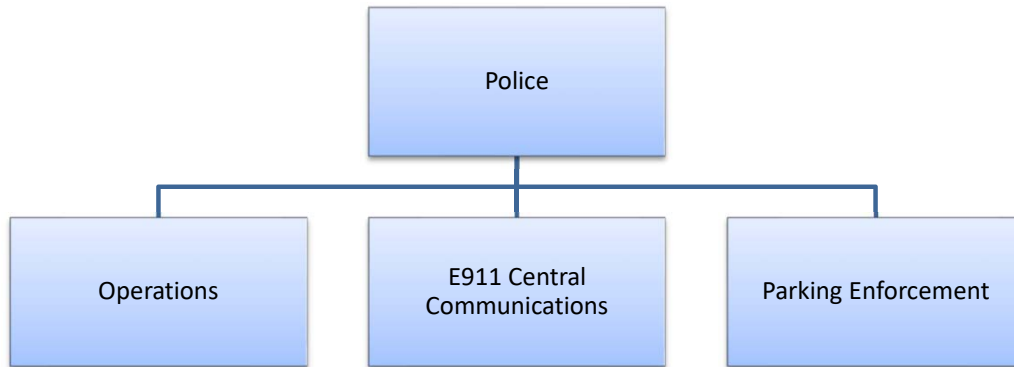 Police
Operations
E911 Central
Communications
Parking Enforcement